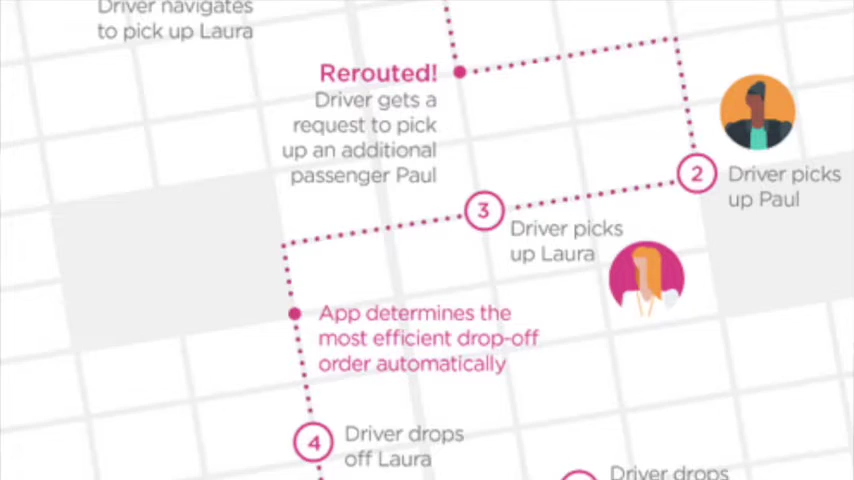 Driver navigates
to pick up Laura
Rerouted!
Driver gets a
request to pick
up an additional
passenger Paul
2
Driver picks
up Paul
3
Driver picks
up Laura
App determines the
most efficient drop-off
order automatically
4
Driver drops
off Laura
Driver drops